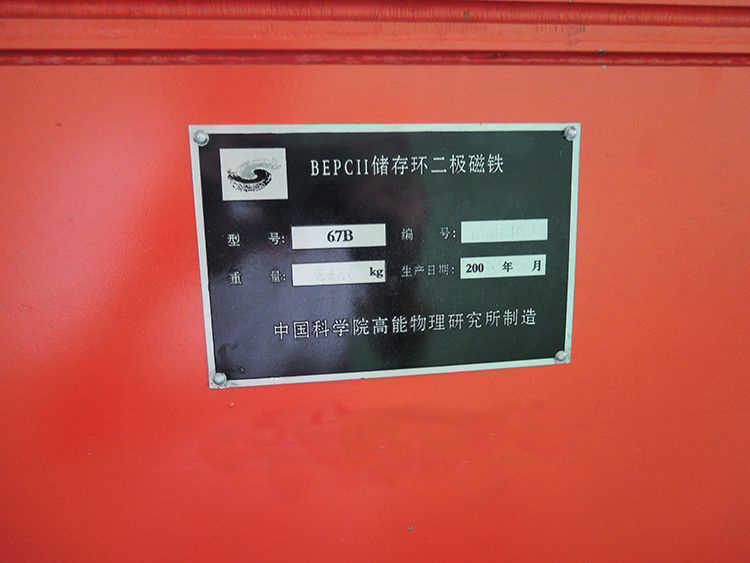 BEPCII储存环二极磁铁
型 号: 67B 编 号:
重 量: kg 生产日期: 200 年 月
中国科学院高能物理研究所制造